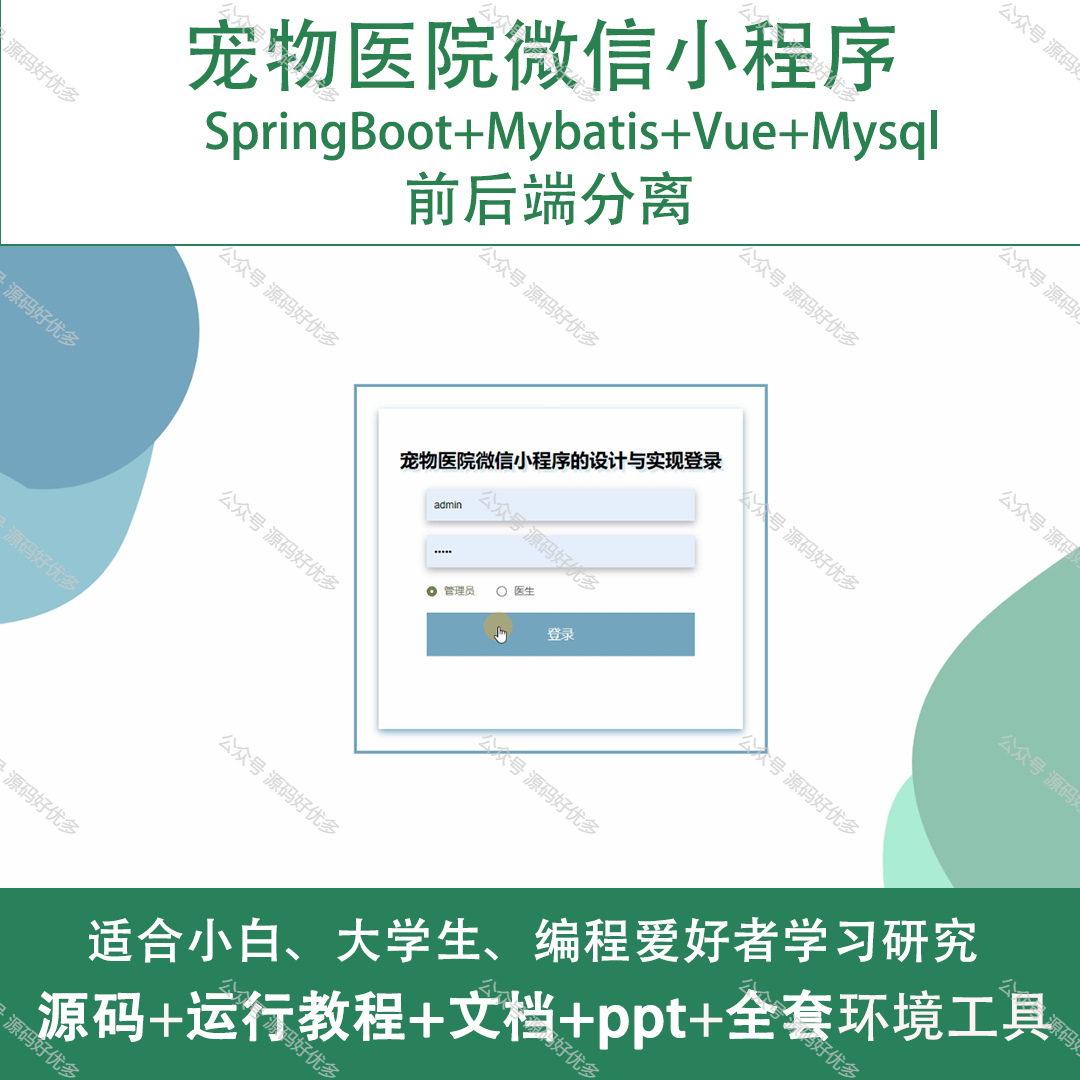 宠物医院微信小程序
SpringBoot+Mybatis+Vue+Mysql
前后端分离
宠物医院微信小程序的设计与实现登录
admin
•••••
管理员 医生
登录
适合小白、大学生、编程爱好者学习研究
源码+运行教程+文档+ppt+全套环境工具
公众号 源码好优多